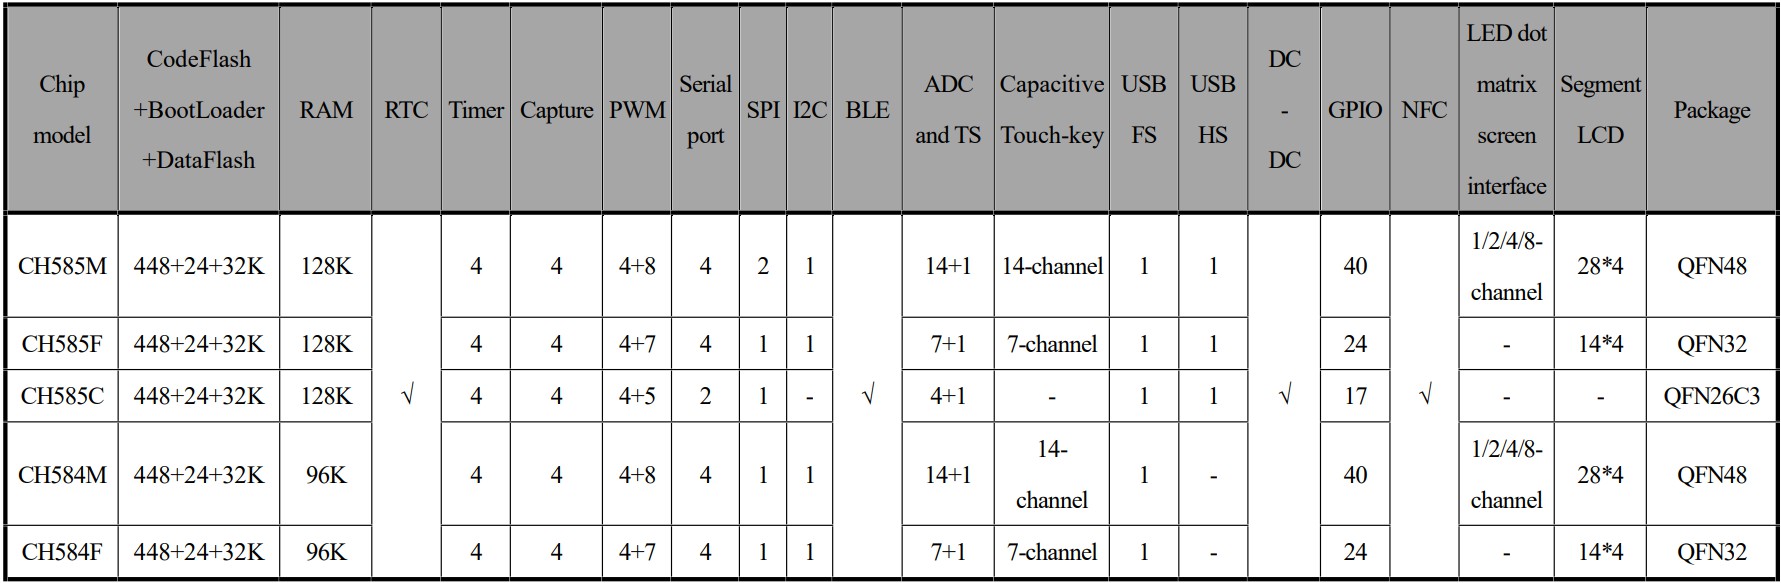 Chip model
CodeFlash +BootLoader +DataFlash
RAM
RTC
Timer
Capture
PWM
Serial port
SPI
I2C
BLE
ADC and TS
Capacitive Touch-key
USB FS
USB HS
DC - DC
GPIO
NFC
LED dot matrix screen interface
Segment LCD
Package
CH585M 448+24+32K 128K 4 4 4+8 4 2 1 14+1 14-channel 1 1 40 1/2/4/8-channel 28*4 QFN48
CH585F 448+24+32K 128K 4 4 4+7 4 1 1 7+1 7-channel 1 1 24 - 14*4 QFN32
CH585C 448+24+32K 128K √ 4 4 4+5 2 1 - √ 4+1 - 1 1 √ 17 √ - - QFN26C3
CH584M 448+24+32K 96K 4 4 4+8 4 1 1 14+1 14-channel 1 - 40 1/2/4/8-channel 28*4 QFN48
CH584F 448+24+32K 96K 4 4 4+7 4 1 1 7+1 7-channel 1 - 24 - 14*4 QFN32